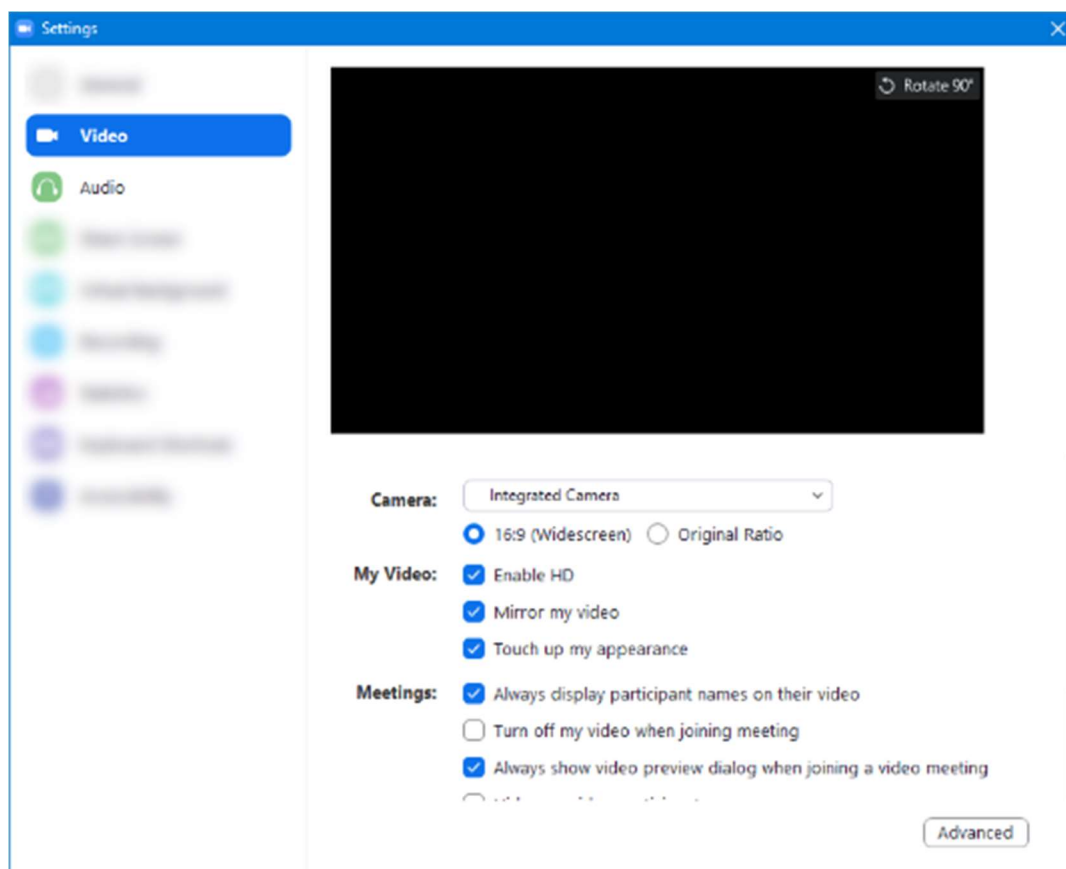 Settings
Video
Audio
Rotate 90°
Camera:
Integrated Camera
16:9 (Widescreen) Original Ratio
My Video:
Enable HD
Mirror my video
Touch up my appearance
Meetings:
Always display participant names on their video
Turn off my video when joining meeting
Always show video preview dialog when joining a video meeting
Advanced